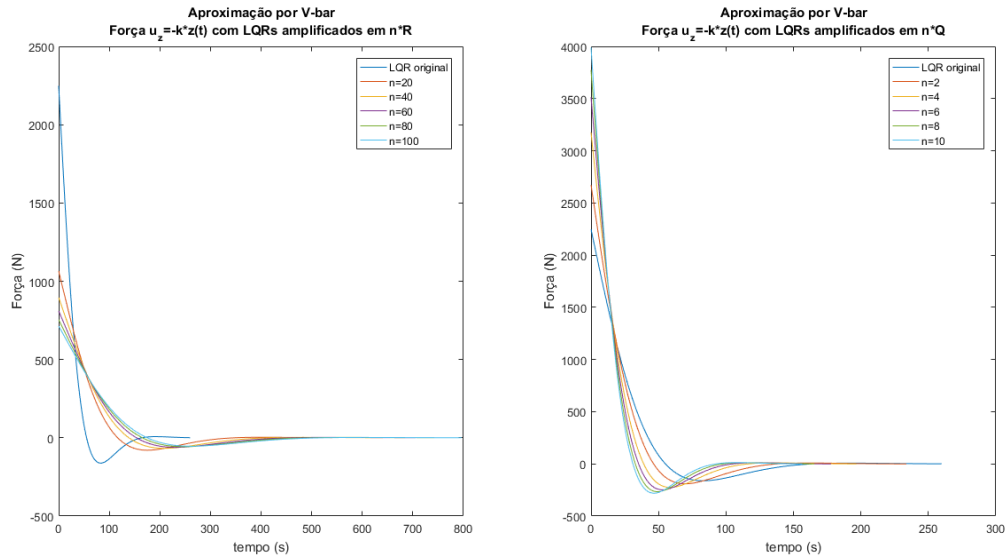 Aproximação por V-bar
Força u_z=-k*z(t) com LQRs amplificados em n*R
Força (N)
2500
2000
1500
1000
500
0
-500
0 100 200 300 400 500 600 700 800
tempo (s)
LQR original
n=20
n=40
n=60
n=80
n=100
Aproximação por V-bar
Força u_z=-k*z(t) com LQRs amplificados em n*Q
Força (N)
4000
3500
3000
2500
2000
1500
1000
500
0
-500
0 50 100 150 200 250 300
tempo (s)
LQR original
n=2
n=4
n=6
n=8
n=10